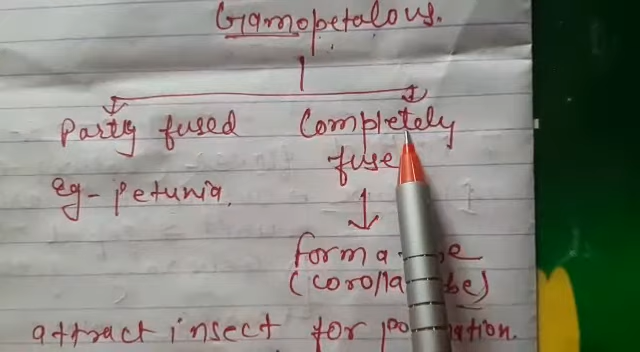 Gamopetalous.
Partly fused Completely
fuse
eg- petunia.
form a
(corolla
attract insect for